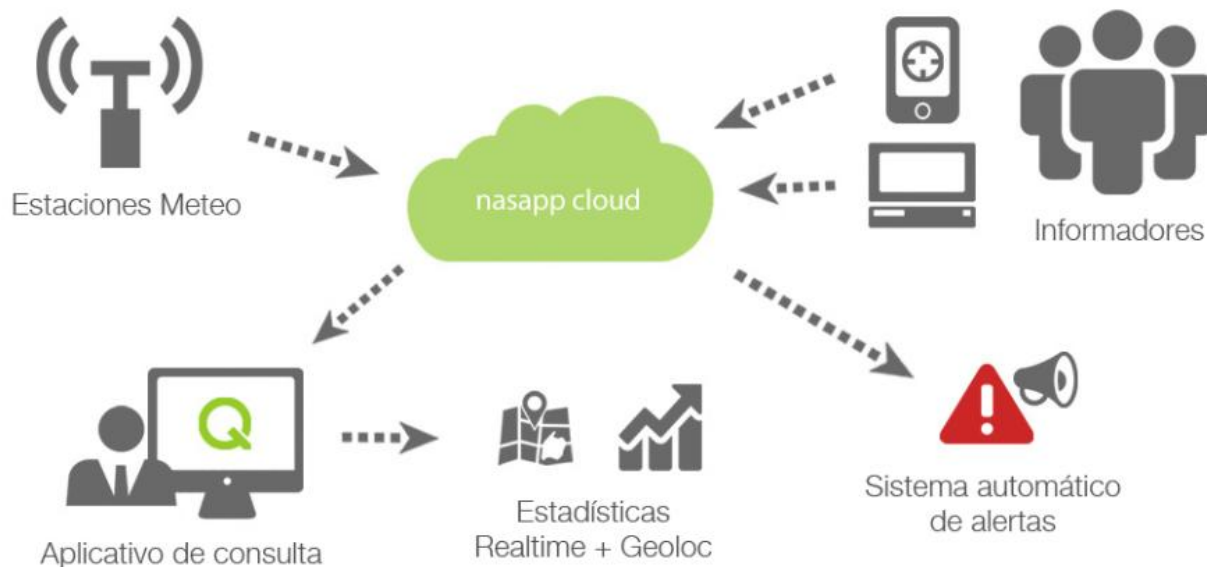 Estaciones Meteo
nasapp cloud
Informadores
Q
Aplicativo de consulta
Estadísticas
Realtime + Geoloc
Sistema automático
de alertas